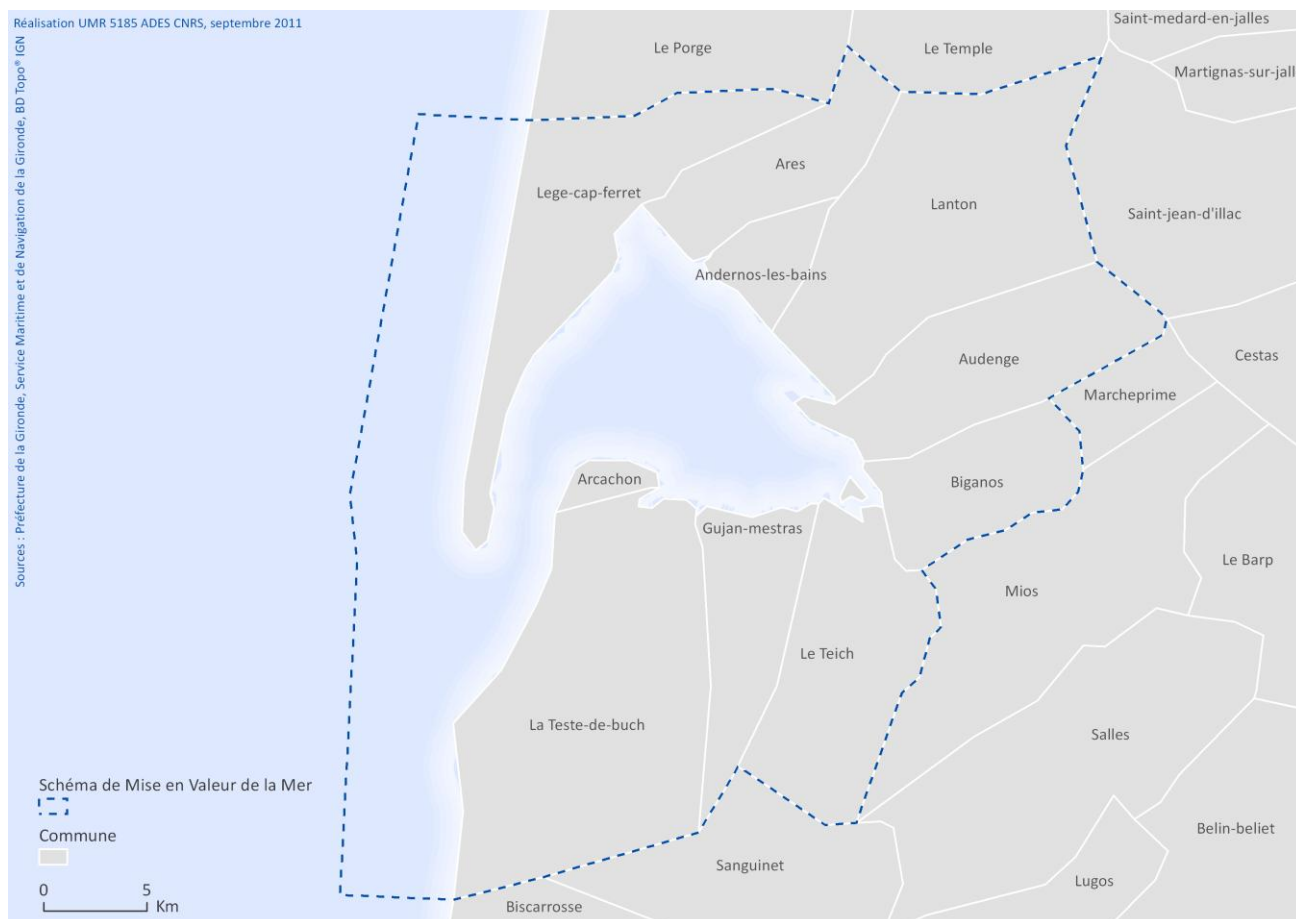 Réalisation UMR 5185 ADES CNRS, septembre 2011
Sources : Préfecture de la Gironde, Service Maritime et de Navigation de la Gironde, BD Topo® IGN
Saint-medard-en-jalles
Le Porge
Le Temple
Martignas-sur-jall
Ares
Lege-cap-ferret
Lanton
Saint-jean-d'illac
Andernos-les-bains
Audenge
Cestas
Marcheprime
Arcachon
Biganos
Gujan-mestras
Le Barp
Mios
Le Teich
La Teste-de-buch
Salles
Schéma de Mise en Valeur de la Mer
Commune
Belin-beliet
Sanguinet
Lugos
0 5
Km
Biscarrosse